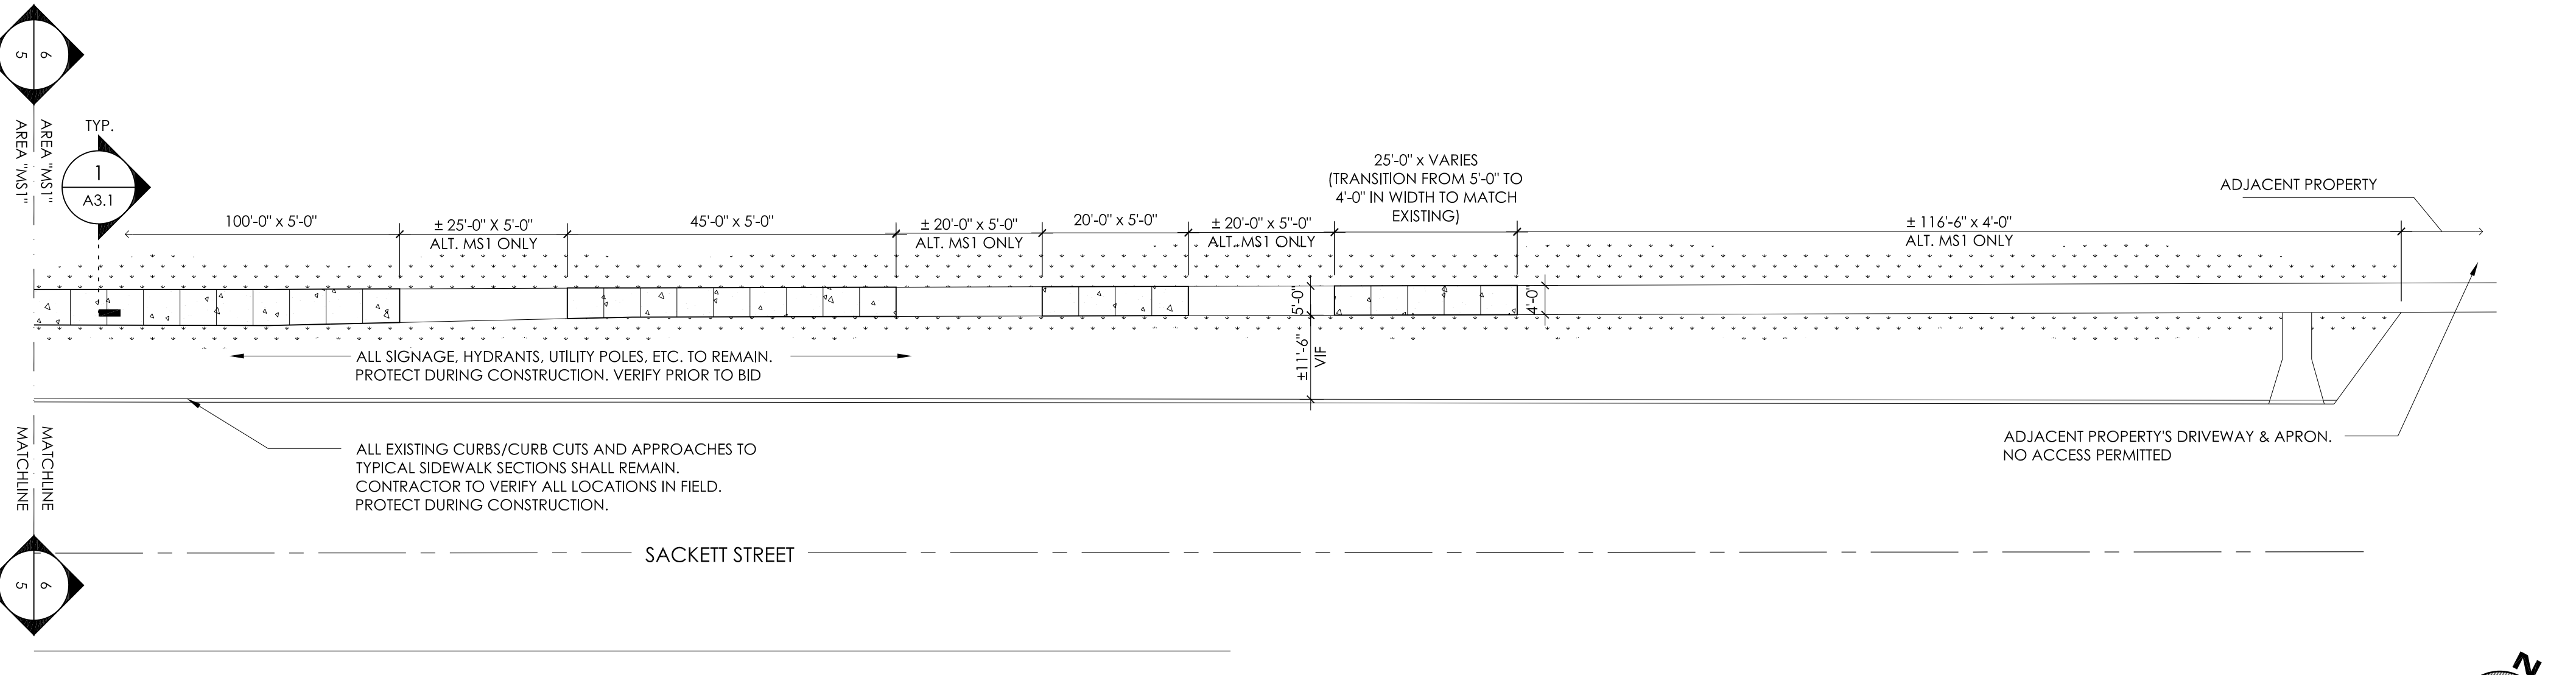 5
6
AREA "MS1"
AREA "MS1"
TYP.
1
A3.1
100'-0" x 5'-0"
± 25'-0" X 5'-0"
ALT. MS1 ONLY
45'-0" x 5'-0"
± 20'-0" x 5'-0"
ALT. MS1 ONLY
20'-0" x 5'-0"
± 20'-0" x 5"-0"
ALT. MS1 ONLY
25'-0" x VARIES
(TRANSITION FROM 5'-0" TO
4'-0" IN WIDTH TO MATCH
EXISTING)
± 116'-6" x 4'-0"
ALT. MS1 ONLY
ADJACENT PROPERTY
5'-0"
4'-0"
±11'-6"
VIF
ALL SIGNAGE, HYDRANTS, UTILITY POLES, ETC. TO REMAIN.
PROTECT DURING CONSTRUCTION. VERIFY PRIOR TO BID
ALL EXISTING CURBS/CURB CUTS AND APPROACHES TO
TYPICAL SIDEWALK SECTIONS SHALL REMAIN.
CONTRACTOR TO VERIFY ALL LOCATIONS IN FIELD.
PROTECT DURING CONSTRUCTION.
ADJACENT PROPERTY'S DRIVEWAY & APRON.
NO ACCESS PERMITTED
MATCHLINE
MATCHLINE
SACKETT STREET
5
6
N